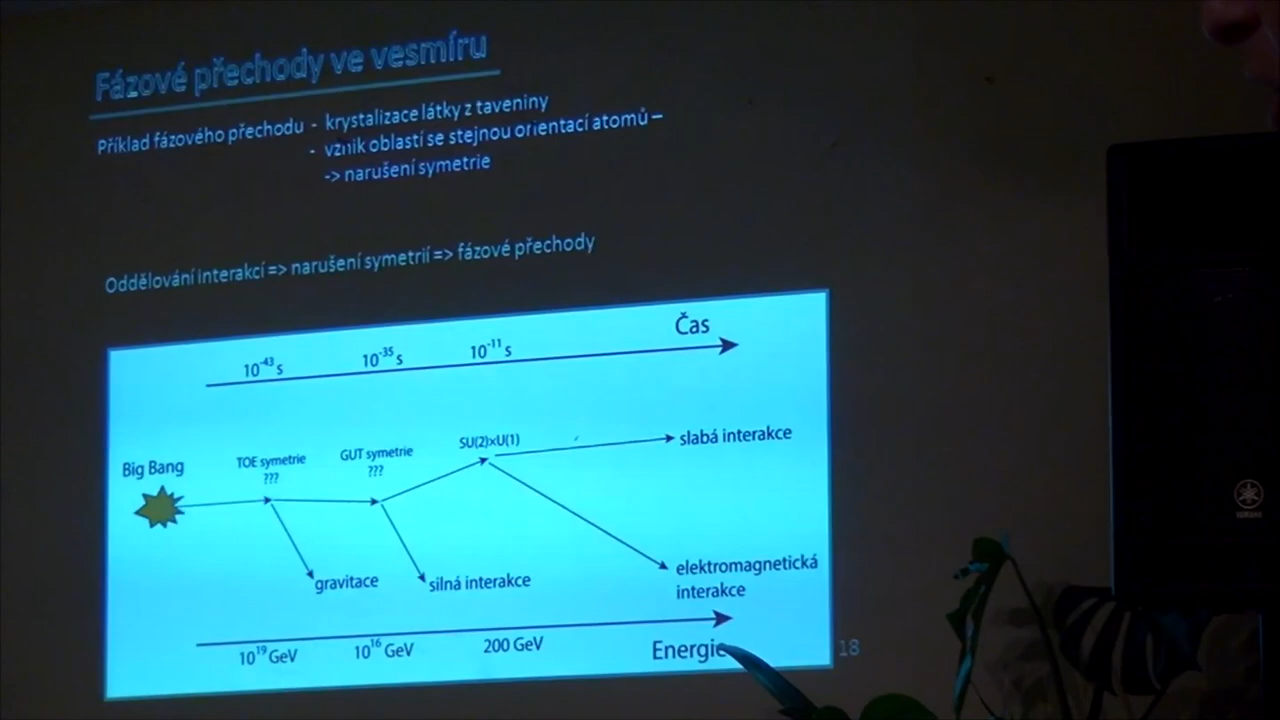 Fázové přechody ve vesmíru
Příklad fázového přechodu - krystalizace látky z taveniny
- vznik oblastí se stejnou orientací atomů –
-> narušení symetrie
Oddělování interakcí => narušení symetrií => fázové přechody
Čas
10⁻⁴³ s 10⁻³⁵ s 10⁻¹¹ s
Big Bang
TOE symetrie
???
GUT symetrie
???
SU(2)×U(1)
slabá interakce
gravitace
silná interakce
elektromagnetická
interakce
10¹⁹ GeV 10¹⁶ GeV 200 GeV
Energie
18
YAMAHA